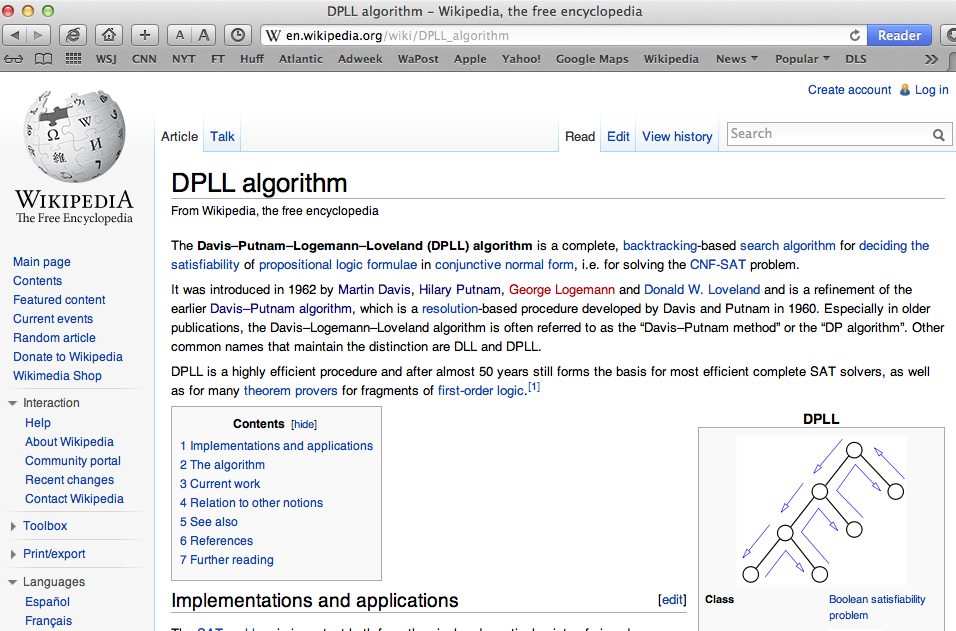 DPLL algorithm – Wikipedia, the free encyclopedia
A A W en.wikipedia.org/wiki/DPLL_algorithm Reader
WSJ CNN NYT FT Huff Atlantic Adweek WaPost Apple Yahoo! Google Maps Wikipedia News Popular DLS
Create account Log in
Article Talk Read Edit View history Search
WIKIPEDIA
The Free Encyclopedia
DPLL algorithm
From Wikipedia, the free encyclopedia
The Davis–Putnam–Logemann–Loveland (DPLL) algorithm is a complete, backtracking-based search algorithm for deciding the
satisfiability of propositional logic formulae in conjunctive normal form, i.e. for solving the CNF-SAT problem.
It was introduced in 1962 by Martin Davis, Hilary Putnam, George Logemann and Donald W. Loveland and is a refinement of the
earlier Davis–Putnam algorithm, which is a resolution-based procedure developed by Davis and Putnam in 1960. Especially in older
publications, the Davis–Logemann–Loveland algorithm is often referred to as the “Davis–Putnam method” or the “DP algorithm”. Other
common names that maintain the distinction are DLL and DPLL.
DPLL is a highly efficient procedure and after almost 50 years still forms the basis for most efficient complete SAT solvers, as well
as for many theorem provers for fragments of first-order logic.[1]
Main page
Contents
Featured content
Current events
Random article
Donate to Wikipedia
Wikimedia Shop
Interaction
Help
About Wikipedia
Community portal
Recent changes
Contact Wikipedia
Toolbox
Print/export
Languages
Español
Français
Contents [hide]
1 Implementations and applications
2 The algorithm
3 Current work
4 Relation to other notions
5 See also
6 References
7 Further reading
DPLL
Class Boolean satisfiability
problem
Implementations and applications [edit]